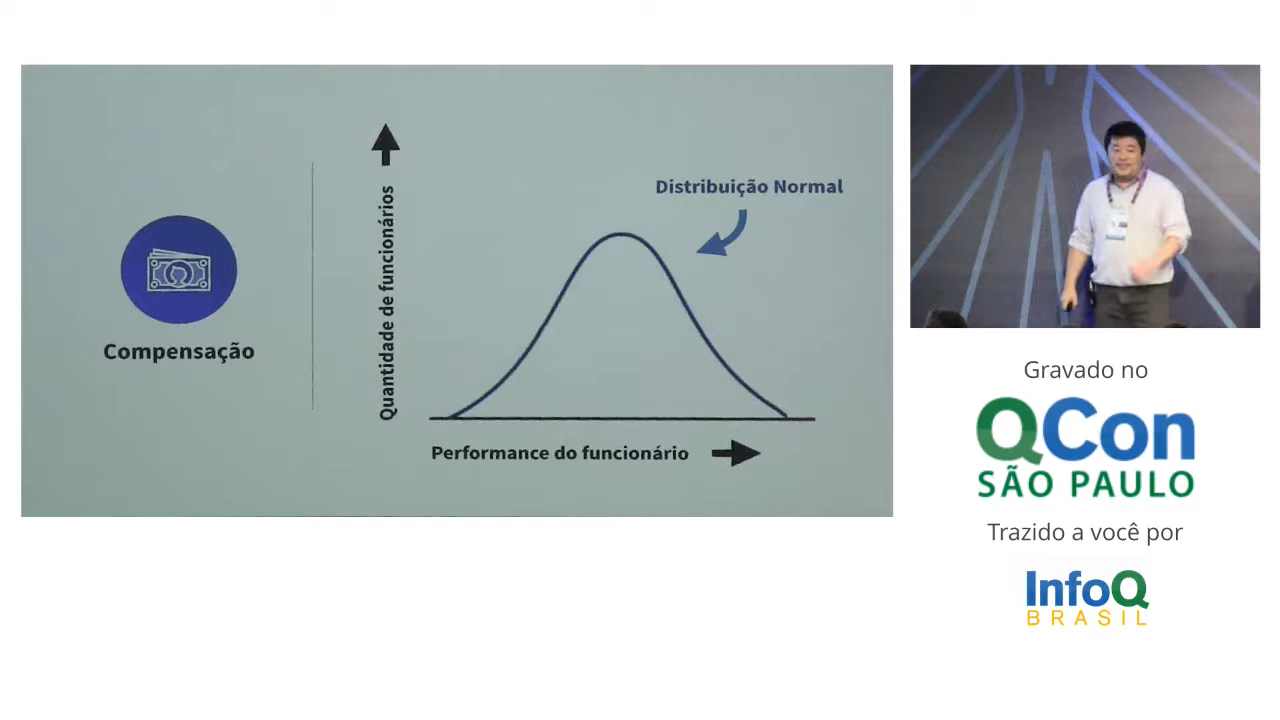 Compensação
Quantidade de funcionários
Distribuição Normal
Performance do funcionário
Gravado no
QCon
SÃO PAULO
Trazido a você por
InfoQ
BRASIL